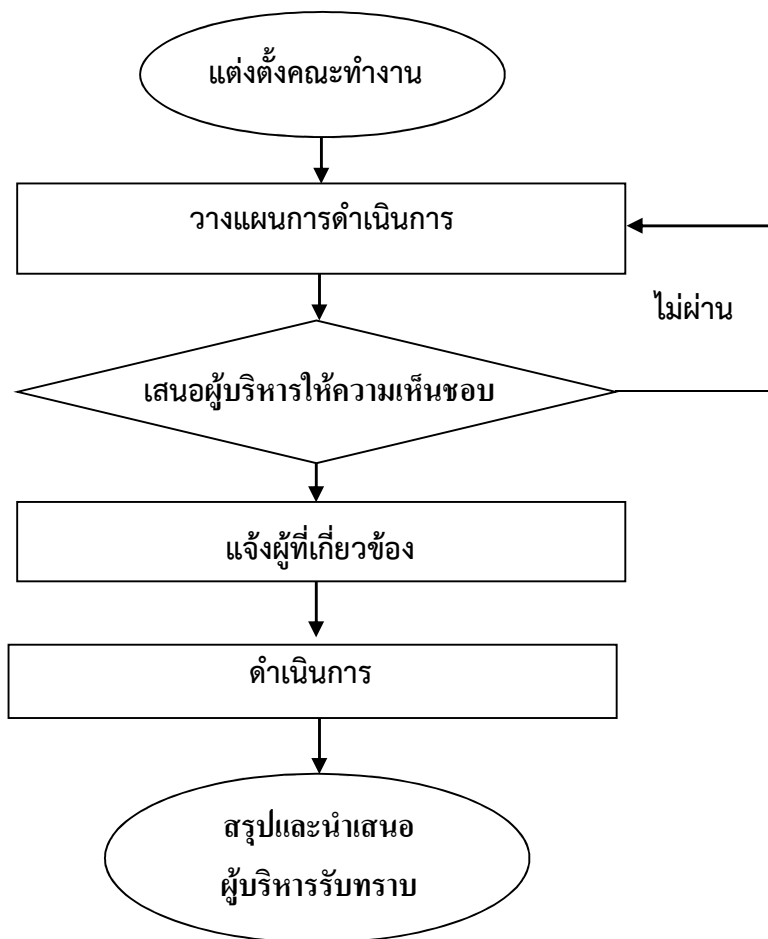 แต่งตั้งคณะทำงาน
วางแผนการดำเนินการ
ไม่ผ่าน
เสนอผู้บริหารให้ความเห็นชอบ
แจ้งผู้ที่เกี่ยวข้อง
ดำเนินการ
สรุปและนำเสนอ
ผู้บริหารรับทราบ